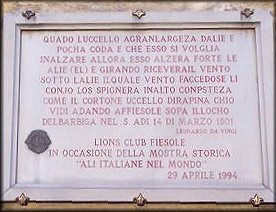 QUADO LUCCELLO AGRANLARGEZA DALIE E
POCHA CODA E CHE ESSO SI VOLGLIA
INALZARE ALLORA ESSO ALZERA FORTE LE
ALIE (EL) E GIRANDO RICEVERAIL VENTO
SOTTO LALIE ILQUALE VENTO FACCEDOSE LI
CONJO LOS SPIGNERA INALTO CONPSTEZA
COME IL CORTONE UCCELLO DIRAPINA CHIO
VIDI ADANDO AFFIESOLE SOPA ILLOCHO
DELBARBIGA NEL. 5. ADI 14 DI MARZO 1501
LEONARDO DA VINCI
LIONS CLUB FIESOLE
IN OCCASIONE DELLA MOSTRA STORICA
"ALI ITALIANE NEL MONDO"
29 APRILE 1994